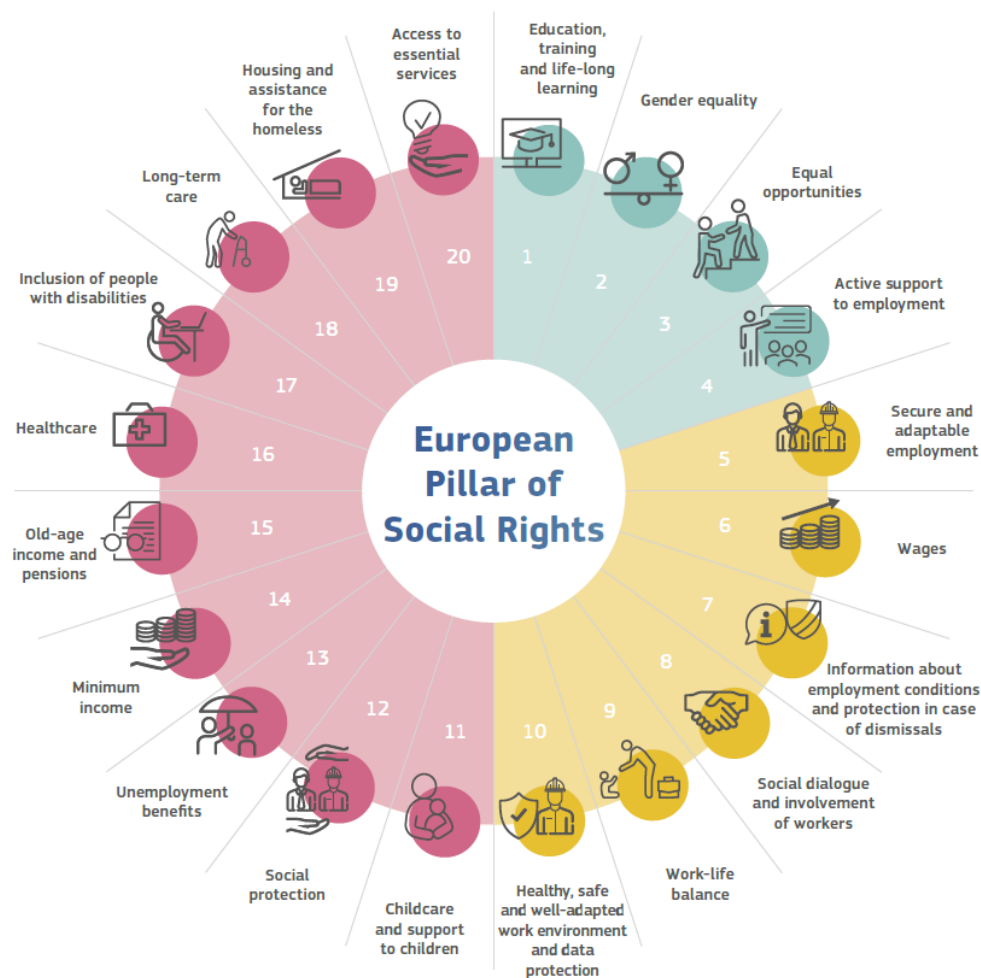 European
Pillar of
Social Rights
1
Education,
training
and life-long
learning
2
Gender equality
3
Equal
opportunities
4
Active support
to employment
5
Secure and
adaptable
employment
6
Wages
7
Information about
employment conditions
and protection in case
of dismissals
8
Social dialogue
and involvement
of workers
9
Work-life
balance
10
Healthy, safe
and well-adapted
work environment
and data
protection
11
Childcare
and support
to children
12
Social
protection
13
Unemployment
benefits
14
Minimum
income
15
Old-age
income and
pensions
16
Healthcare
17
Inclusion of people
with disabilities
18
Long-term
care
19
Housing and
assistance
for the
homeless
20
Access to
essential
services